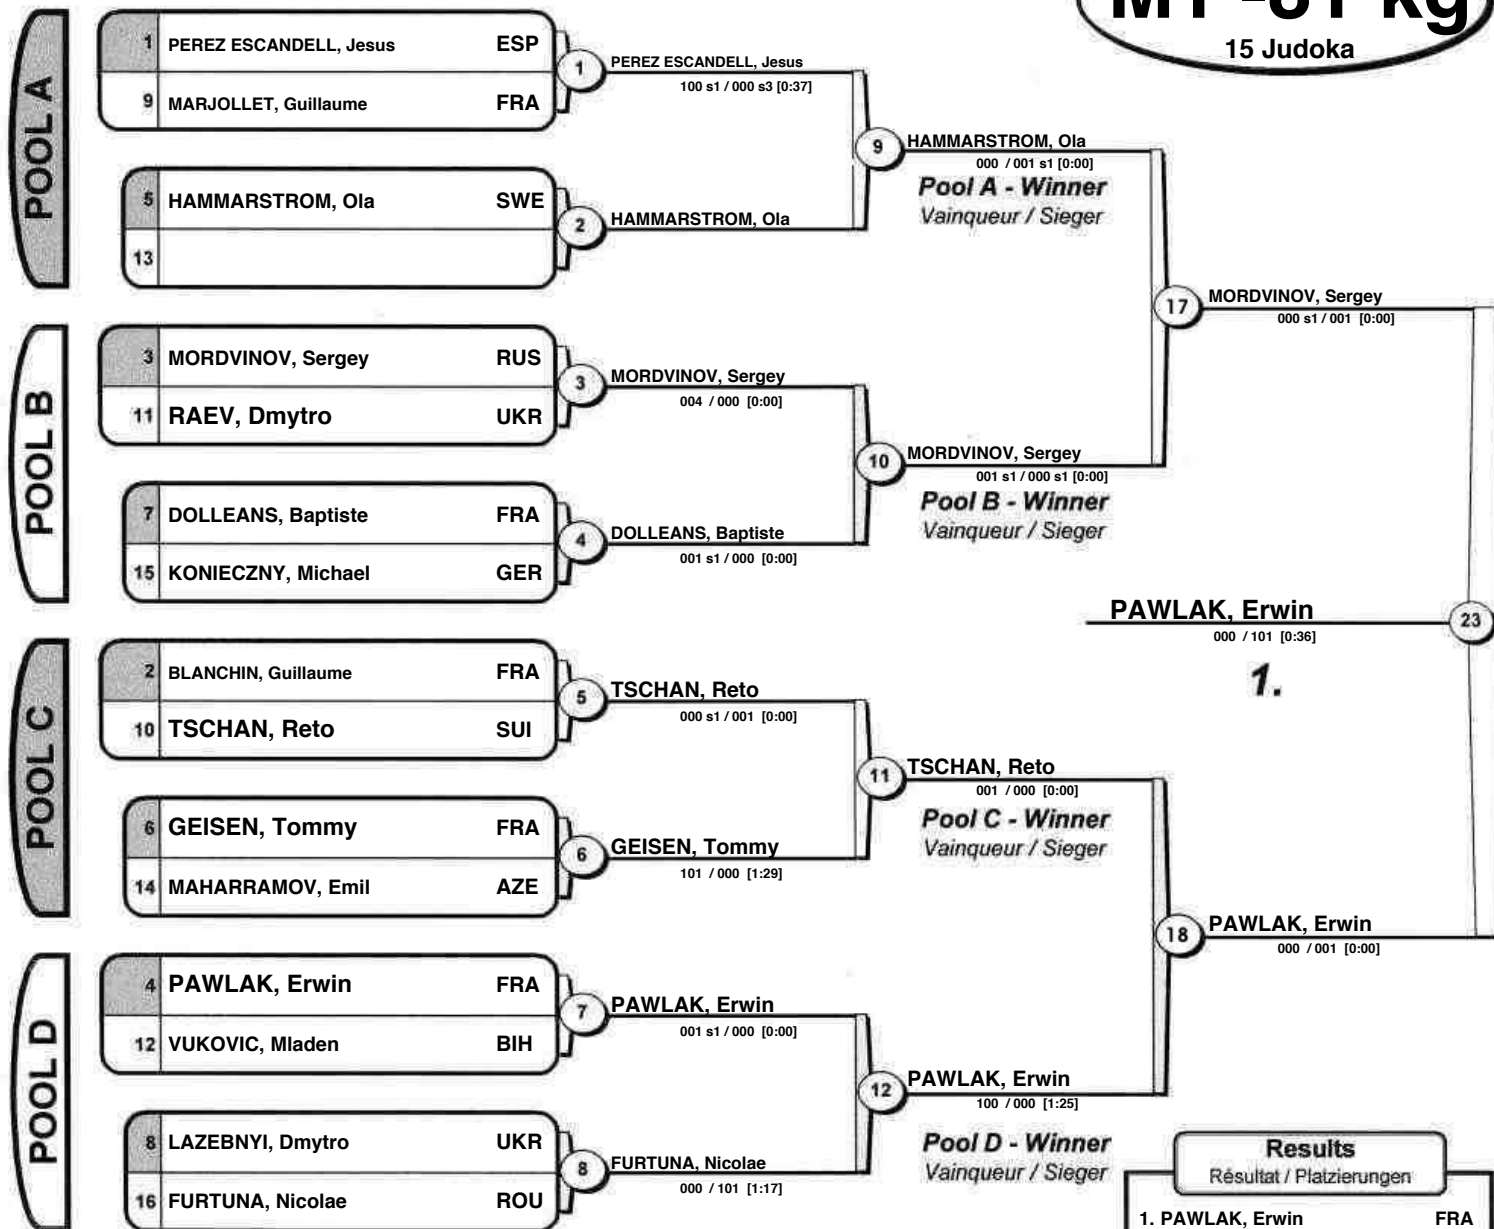 M1 -81 kg
15 Judoka
POOL A
1 PEREZ ESCANDELL, Jesus ESP
9 MARJOLLET, Guillaume FRA
1
PEREZ ESCANDELL, Jesus
100 s1 / 000 s3 [0:37]
5 HAMMARSTROM, Ola SWE
13
2
HAMMARSTROM, Ola
9
HAMMARSTROM, Ola
000 / 001 s1 [0:00]
Pool A - Winner
Vainqueur / Sieger
POOL B
3 MORDVINOV, Sergey RUS
11 RAEV, Dmytro UKR
3
MORDVINOV, Sergey
004 / 000 [0:00]
7 DOLLEANS, Baptiste FRA
15 KONIECZNY, Michael GER
4
DOLLEANS, Baptiste
001 s1 / 000 [0:00]
10
MORDVINOV, Sergey
001 s1 / 000 s1 [0:00]
Pool B - Winner
Vainqueur / Sieger
17
MORDVINOV, Sergey
000 s1 / 001 [0:00]
PAWLAK, Erwin
23
000 / 101 [0:36]
1.
POOL C
2 BLANCHIN, Guillaume FRA
10 TSCHAN, Reto SUI
5
TSCHAN, Reto
000 s1 / 001 [0:00]
6 GEISEN, Tommy FRA
14 MAHARRAMOV, Emil AZE
6
GEISEN, Tommy
101 / 000 [1:29]
11
TSCHAN, Reto
001 / 000 [0:00]
Pool C - Winner
Vainqueur / Sieger
18
PAWLAK, Erwin
000 / 001 [0:00]
POOL D
4 PAWLAK, Erwin FRA
12 VUKOVIC, Mladen BIH
7
PAWLAK, Erwin
001 s1 / 000 [0:00]
8 LAZEBNYI, Dmytro UKR
16 FURTUNA, Nicolae ROU
8
FURTUNA, Nicolae
000 / 101 [1:17]
12
PAWLAK, Erwin
100 / 000 [1:25]
Pool D - Winner
Vainqueur / Sieger
Results
Résultat / Platzierungen
1. PAWLAK, Erwin FRA